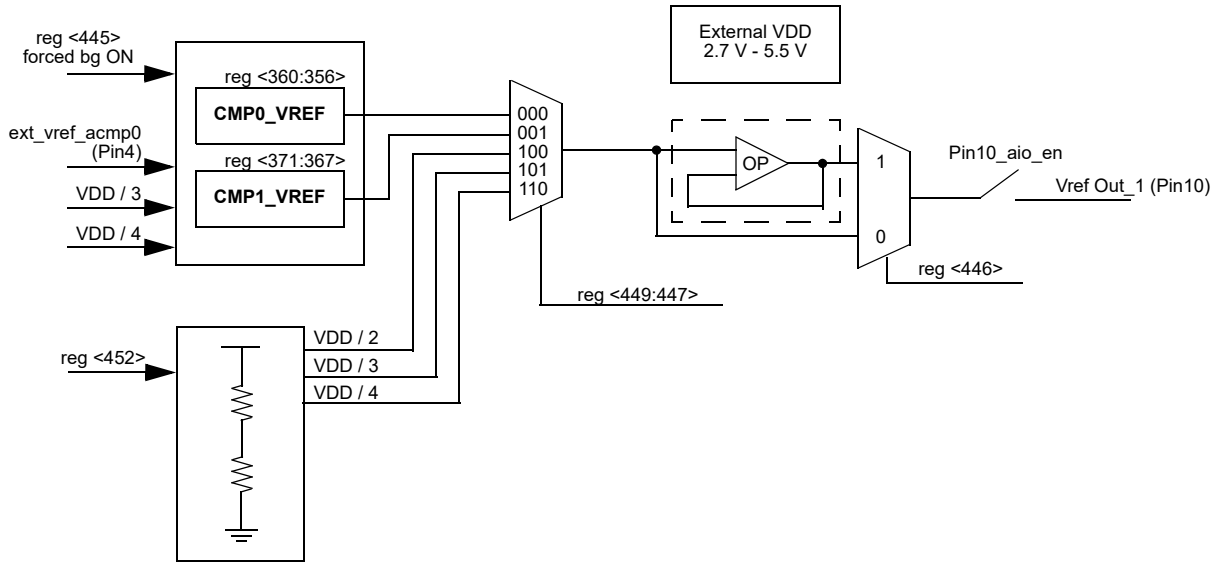 reg <445>
forced bg ON
reg <360:356>
CMP0_VREF
ext_vref_acmp0
(Pin4)
reg <371:367>
CMP1_VREF
VDD / 3
VDD / 4
000
001
100
101
110
External VDD
2.7 V - 5.5 V
OP
1
0
Pin10_aio_en
Vref Out_1 (Pin10)
reg <446>
reg <449:447>
reg <452>
VDD / 2
VDD / 3
VDD / 4